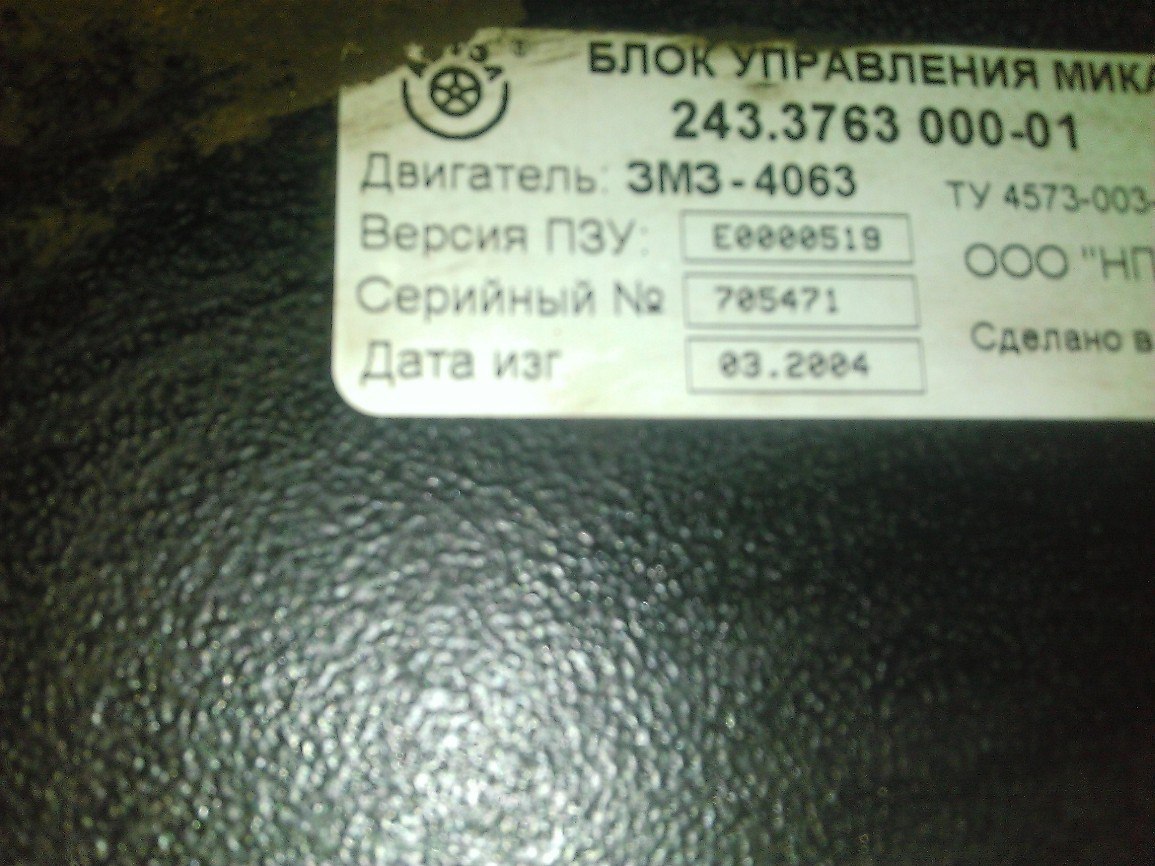 БЛОК УПРАВЛЕНИЯ МИКА
243.3763 000-01
Двигатель: ЗМЗ-4063
ТУ 4573-003-
Версия ПЗУ: E0000519
ООО "НП
Серийный № 705471
Сделано в
Дата изг 03.2004